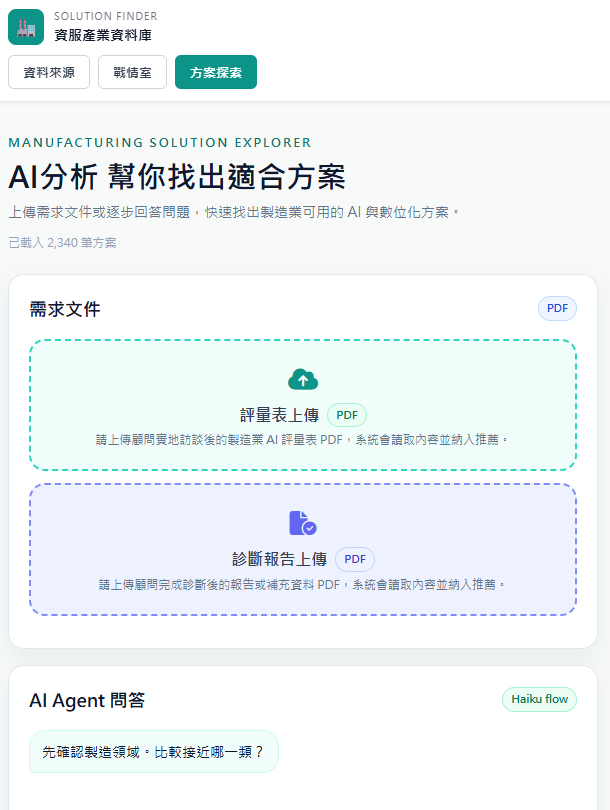 SOLUTION FINDER
資服產業資料庫
資料來源 戰情室 方案探索
MANUFACTURING SOLUTION EXPLORER
AI分析 幫你找出適合方案
上傳需求文件或逐步回答問題，快速找出製造業可用的 AI 與數位化方案。
已載入 2,340 筆方案
需求文件 PDF
評量表上傳 PDF
請上傳顧問實地訪談後的製造業 AI 評量表 PDF，系統會讀取內容並納入推薦。
診斷報告上傳 PDF
請上傳顧問完成診斷後的報告或補充資料 PDF，系統會讀取內容並納入推薦。
AI Agent 問答 Haiku flow
先確認製造領域。比較接近哪一類？